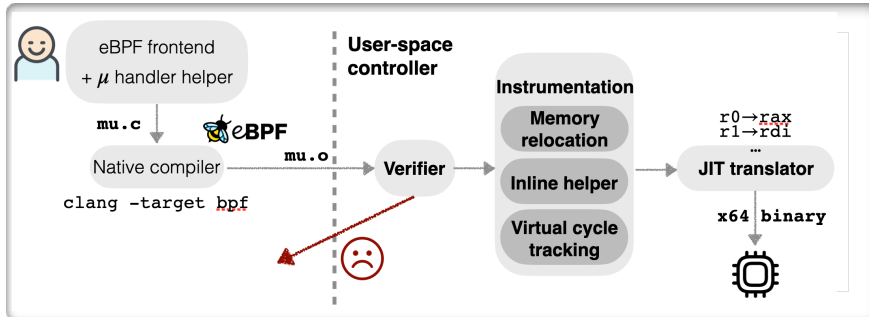 eBPF frontend
+ μ handler helper
mu.c
eBPF
Native compiler
clang -target bpf
mu.o
User-space
controller
Verifier
Instrumentation
Memory
relocation
Inline helper
Virtual cycle
tracking
r0→rax
r1→rdi
...
JIT translator
x64 binary